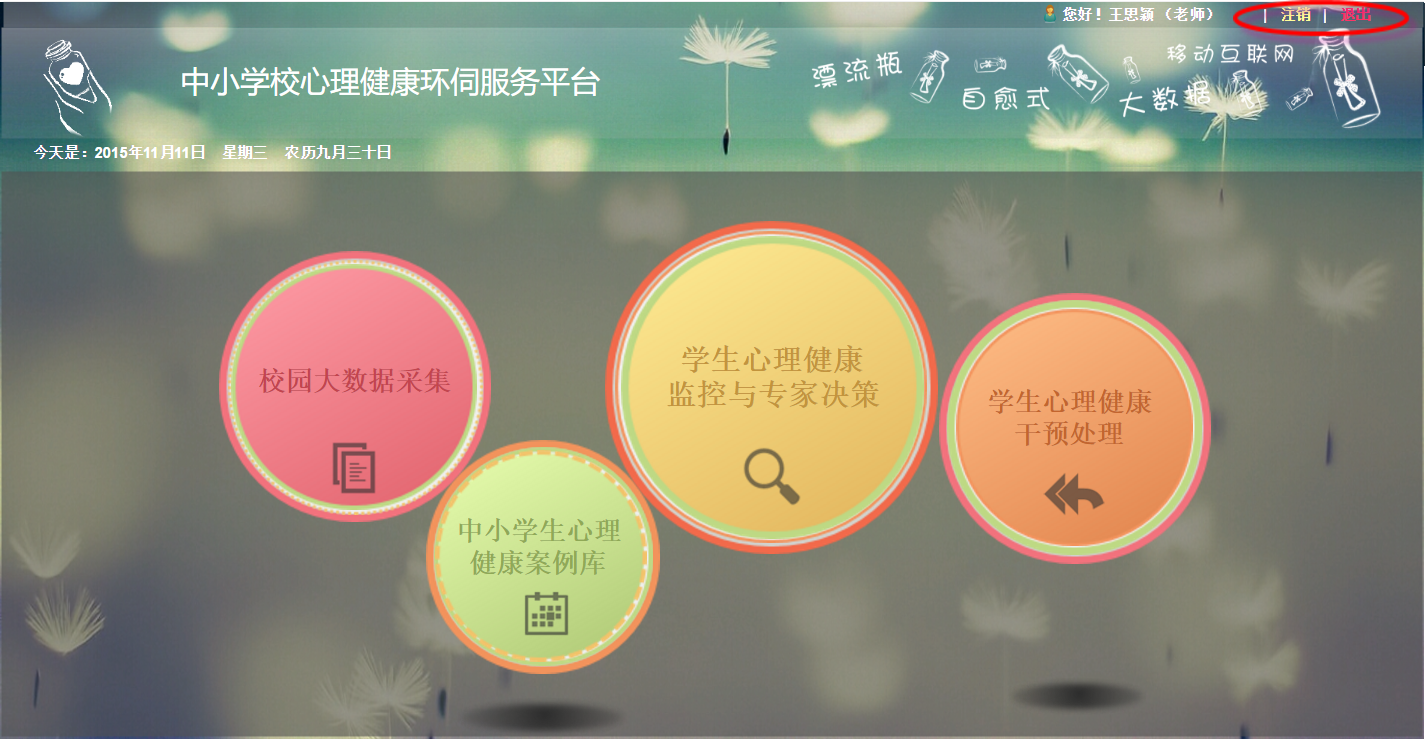 您好！王思颖 （老师） | 注销 | 退出
中小学校心理健康环伺服务平台
漂流瓶
自愈式
大数据
移动互联网
今天是：2015年11月11日 星期三 农历九月三十日
校园大数据采集
中小学生心理
健康案例库
学生心理健康
监控与专家决策
学生心理健康
干预处理